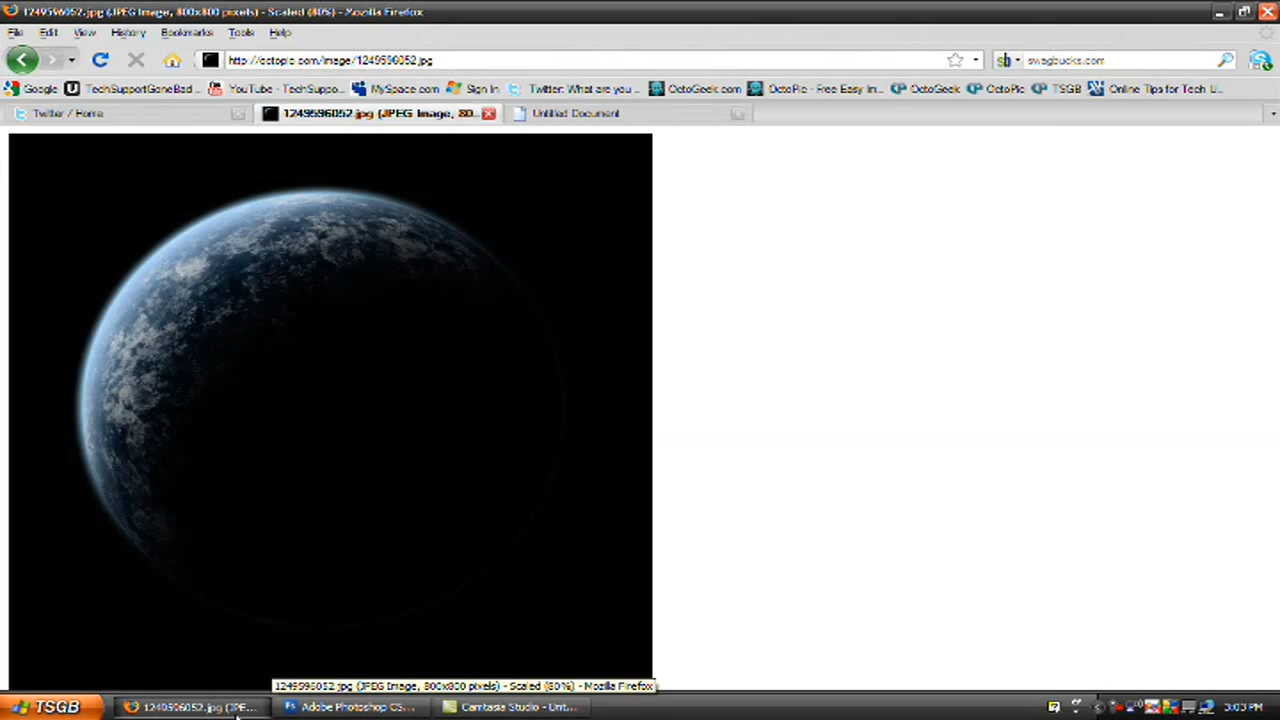 1249596052.jpg (JPEG Image, 800x800 pixels) - Scaled (80%) - Mozilla Firefox
File Edit View History Bookmarks Tools Help
http://octopic.com/image/1249596052.jpg
swagbucks.com
Google TechSupportGoneBad ... YouTube - TechSuppo... MySpace.com Sign In Twitter: What are you ... OctoGeek.com OctoPic - Free Easy Im... OctoGeek OctoPic TSGB Online Tips for Tech U...
Twitter / Home 1249596052.jpg (JPEG Image, 80... Untitled Document
1249596052.jpg (JPEG Image, 800x800 pixels) - Scaled (80%) - Mozilla Firefox
TSGB 1249596052.jpg (JPE... Adobe Photoshop CS... Camtasia Studio - Unt... 3:03 PM